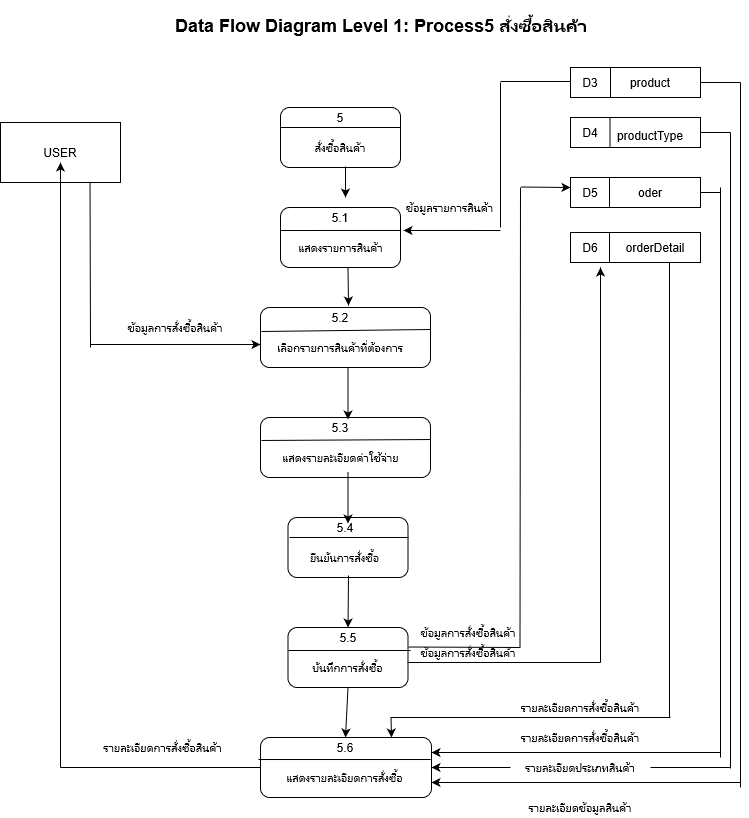 Data Flow Diagram Level 1: Process5 สั่งซื้อสินค้า
D3 product
5
สั่งซื้อสินค้า
D4 productType
USER
D5 oder
5.1
แสดงรายการสินค้า
ข้อมูลรายการสินค้า
D6 orderDetail
5.2
เลือกรายการสินค้าที่ต้องการ
ข้อมูลการสั่งซื้อสินค้า
5.3
แสดงรายละเอียดค่าใช้จ่าย
5.4
ยืนยันการสั่งซื้อ
5.5
บันทึกการสั่งซื้อ
ข้อมูลการสั่งซื้อสินค้า
ข้อมูลการสั่งซื้อสินค้า
รายละเอียดการสั่งซื้อสินค้า
5.6
แสดงรายละเอียดการสั่งซื้อ
รายละเอียดการสั่งซื้อสินค้า
รายละเอียดการสั่งซื้อสินค้า
รายละเอียดประเภทสินค้า
รายละเอียดข้อมูลสินค้า